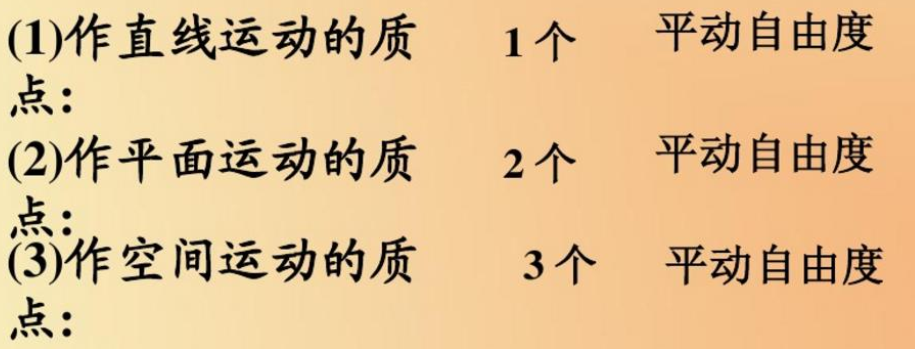 (1)作直线运动的质 1个 平动自由度
点：
(2)作平面运动的质 2个 平动自由度
点：
(3)作空间运动的质 3个 平动自由度
点：